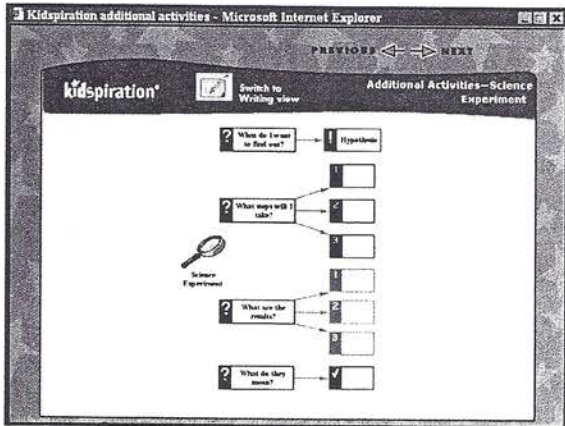 Kidspiration additional activities - Microsoft Internet Explorer
PREVIOUS NEXT
kidspiration®
Switch to
Writing view
Additional Activities–Science
Experiment
? What do I want
to find out?
! Hypothesis
? What steps will I
take?
1
2
3
Science
Experiment
? What are the
results?
1
2
3
? What do they
mean?